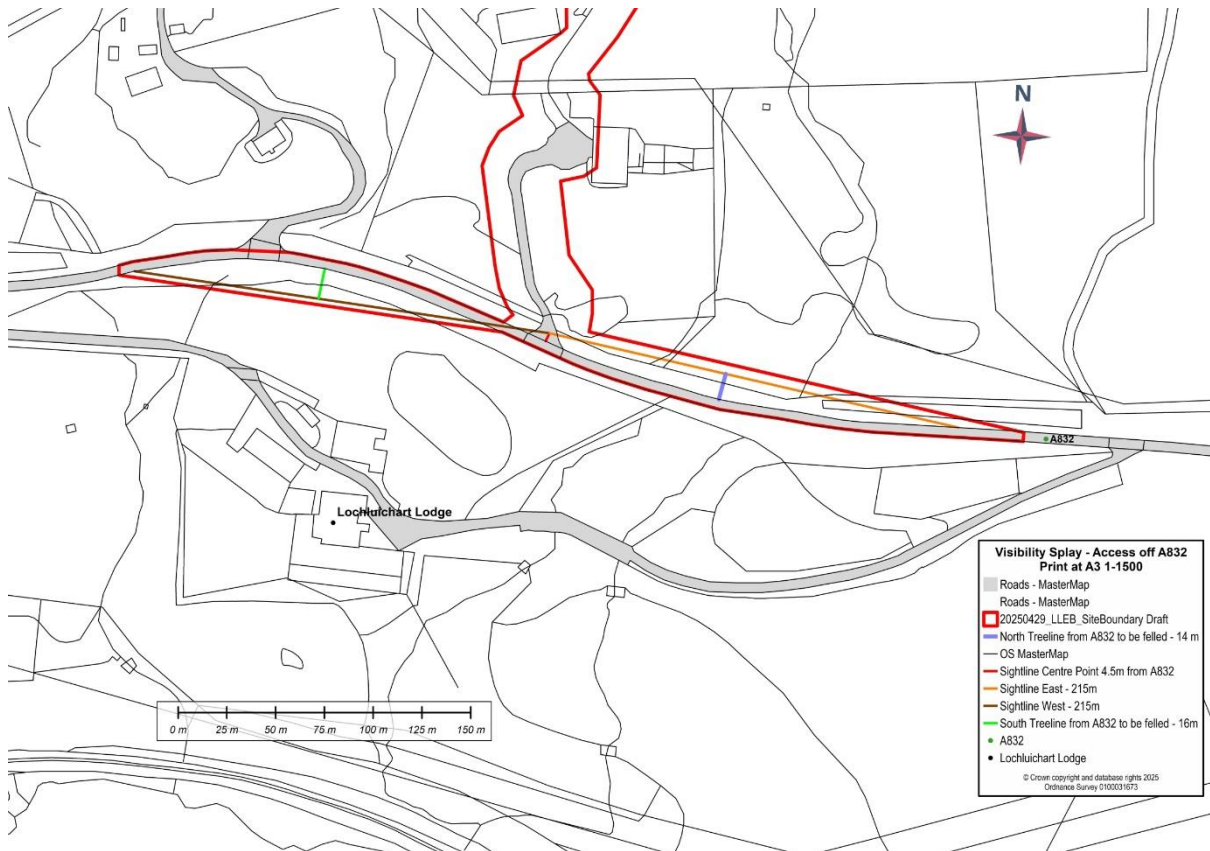 N
A832
Lochluichart Lodge
0 m 25 m 50 m 75 m 100 m 125 m 150 m
Visibility Splay - Access off A832
Print at A3 1-1500
Roads - MasterMap
Roads - MasterMap
20250429_LLEB_SiteBoundary Draft
North Treeline from A832 to be felled - 14 m
OS MasterMap
Sightline Centre Point 4.5m from A832
Sightline East - 215m
Sightline West - 215m
South Treeline from A832 to be felled - 16m
A832
Lochluichart Lodge
© Crown copyright and database rights 2025
Ordnance Survey 0100031673